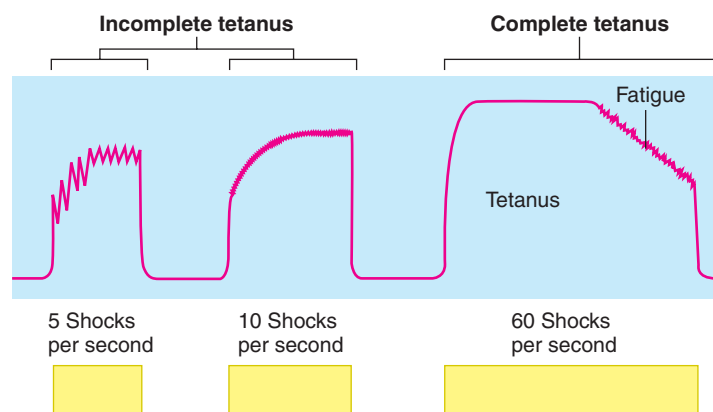 Incomplete tetanus
Complete tetanus
Fatigue
Tetanus
5 Shocks
per second
10 Shocks
per second
60 Shocks
per second